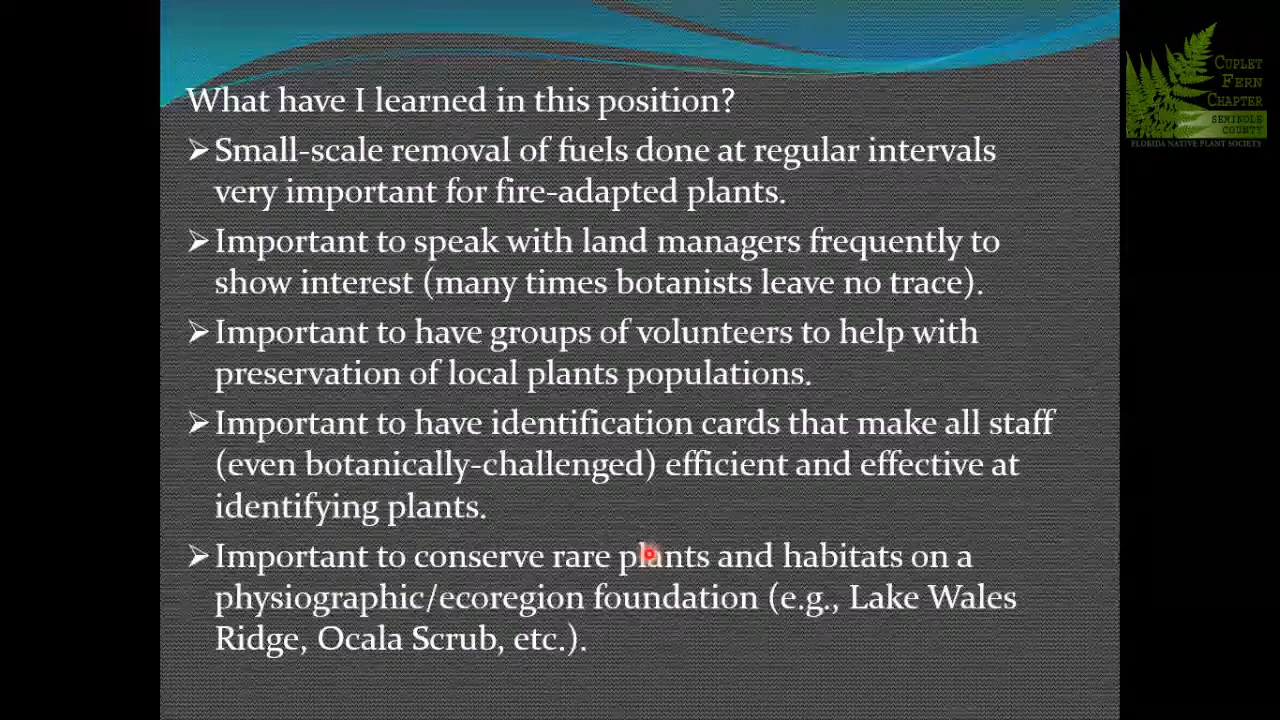 What have I learned in this position?
➢Small-scale removal of fuels done at regular intervals
very important for fire-adapted plants.
➢Important to speak with land managers frequently to
show interest (many times botanists leave no trace).
➢Important to have groups of volunteers to help with
preservation of local plants populations.
➢Important to have identification cards that make all staff
(even botanically-challenged) efficient and effective at
identifying plants.
➢Important to conserve rare plants and habitats on a
physiographic/ecoregion foundation (e.g., Lake Wales
Ridge, Ocala Scrub, etc.).
CUPLET
FERN
CHAPTER
SEMINOLE
COUNTY
FLORIDA NATIVE PLANT SOCIETY